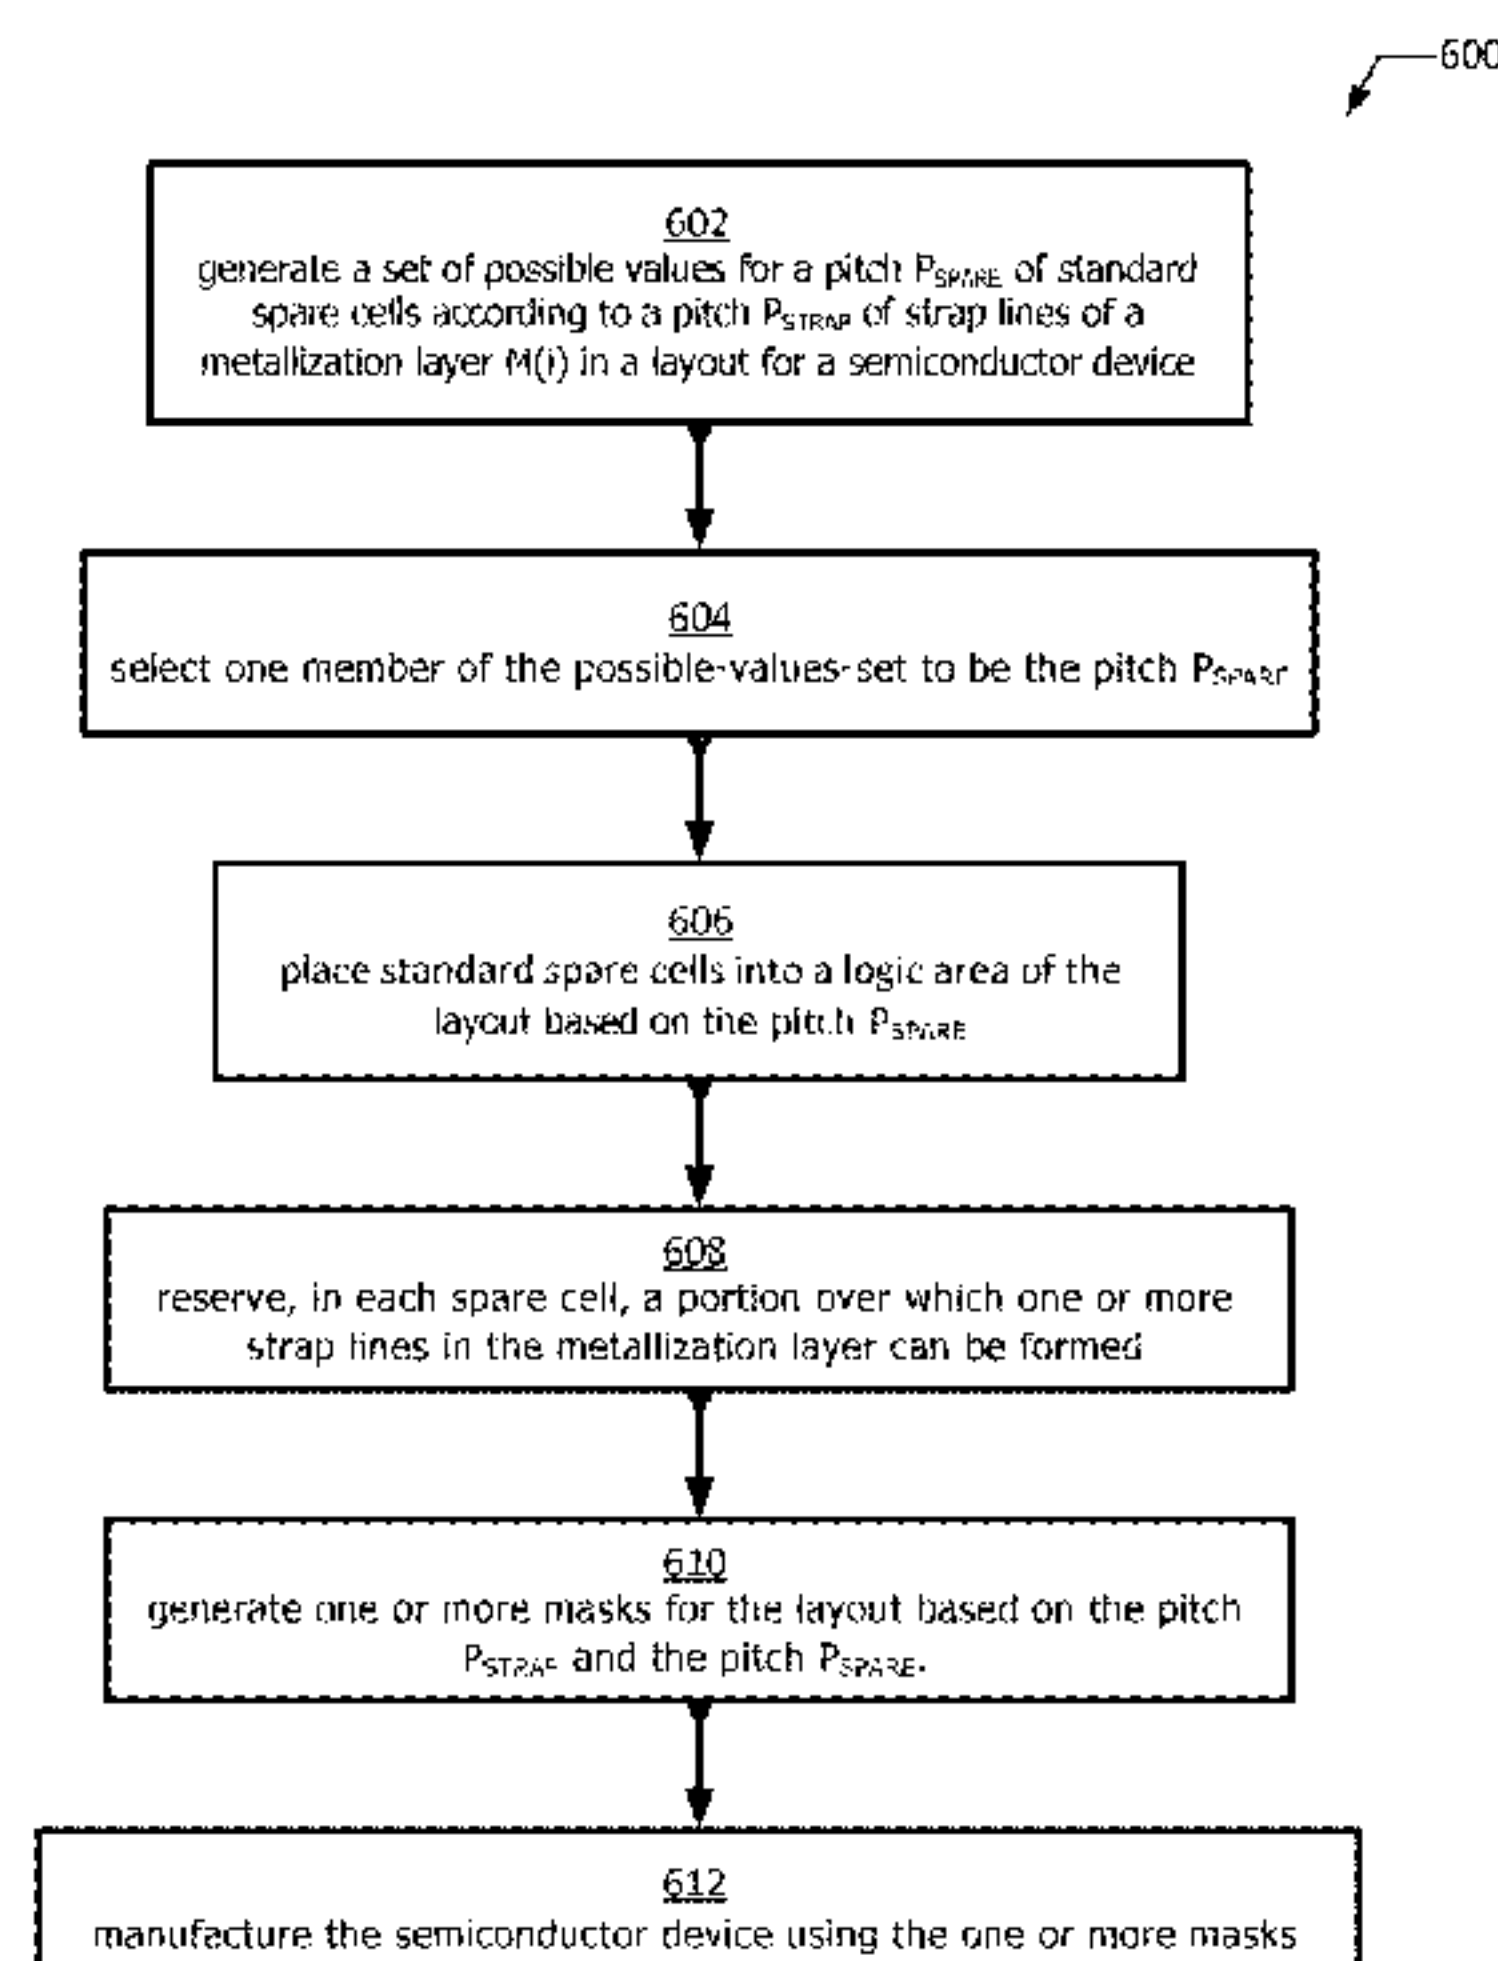 600
602
generate a set of possible values for a pitch PSPARE of standard
spare cells according to a pitch PSTRAP of strap lines of a
metallization layer M(i) in a layout for a semiconductor device
604
select one member of the possible-values-set to be the pitch PSPARE
606
place standard spare cells into a logic area of the
layout based on the pitch PSPARE
608
reserve, in each spare cell, a portion over which one or more
strap lines in the metallization layer can be formed
610
generate one or more masks for the layout based on the pitch
PSTRAP and the pitch PSPARE.
612
manufacture the semiconductor device using the one or more masks